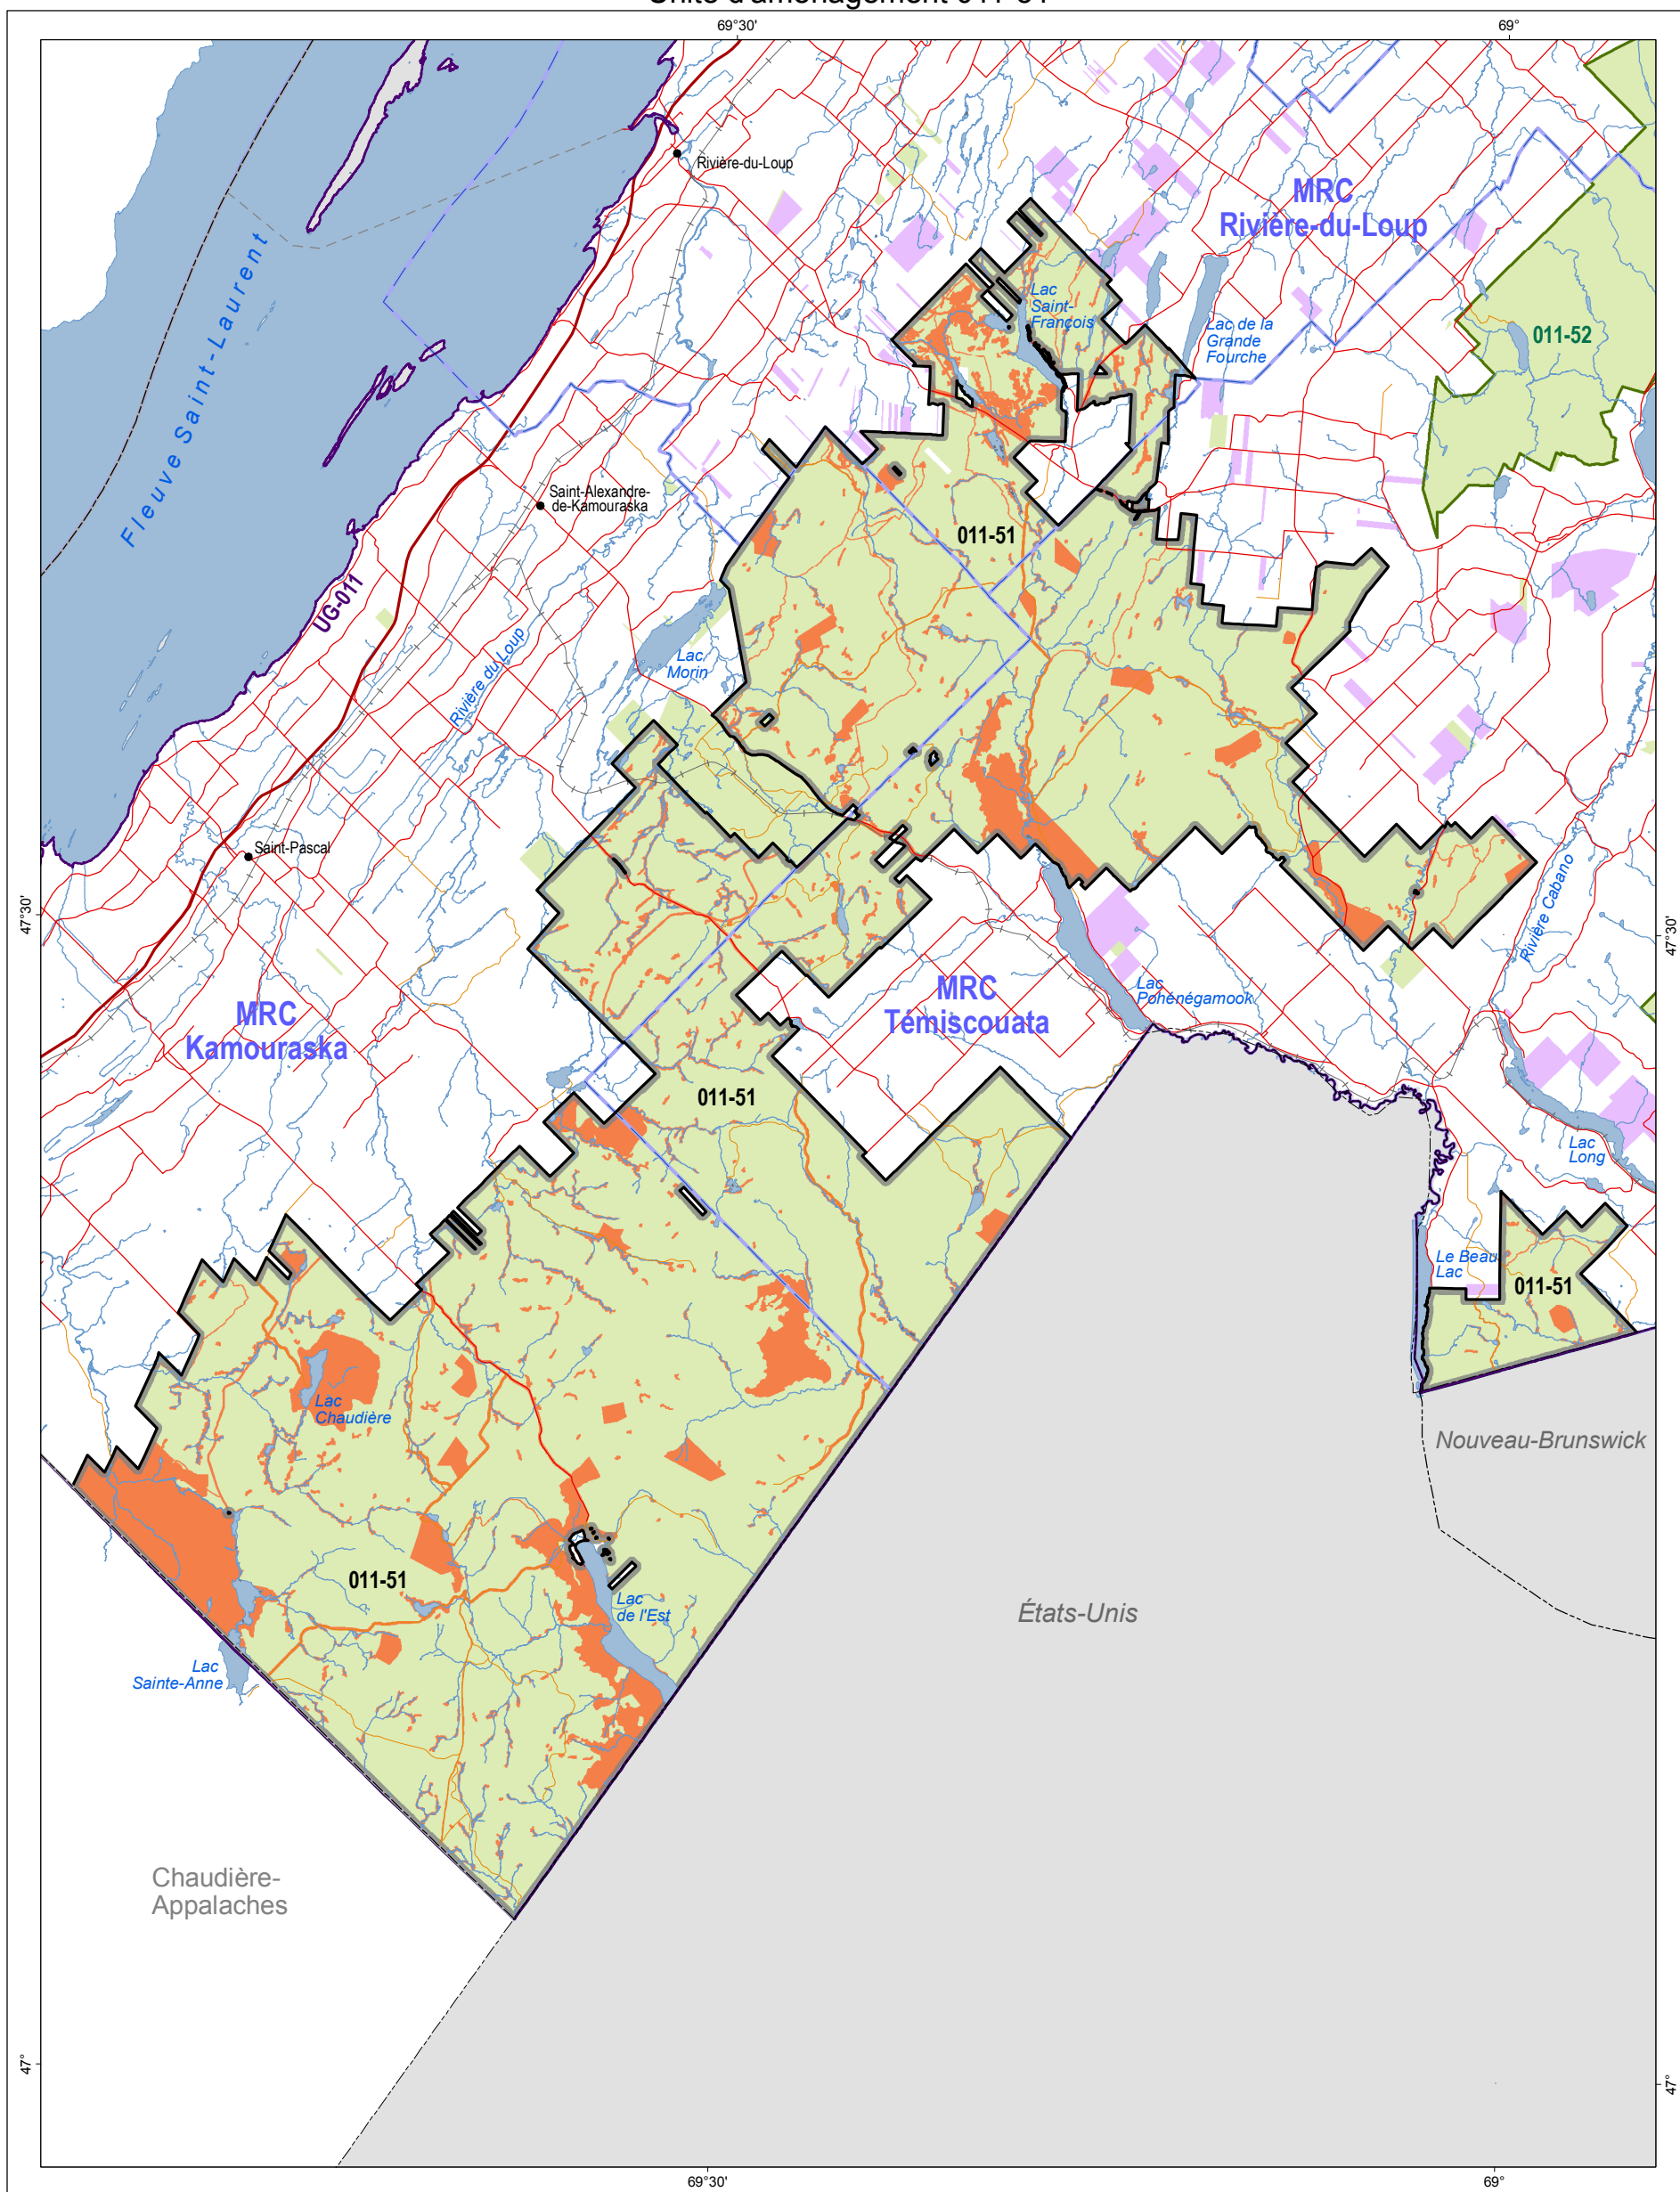 Unité d'aménagement 011-51
69°30'
69°
Rivière-du-Loup
MRC
Rivière-du-Loup
Fleuve Saint-Laurent
Lac
Saint-
François
Lac de la
Grande
Fourche
011-52
Saint-Alexandre-
de-Kamouraska
011-51
UG-011
Rivière du Loup
Lac
Morin
Saint-Pascal
47°30'
47°30'
Rivière Cabano
MRC
Kamouraska
MRC
Témiscouata
Lac
Pohénégamook
011-51
Lac
Long
Le Beau
Lac
011-51
Lac
Chaudière
Nouveau-Brunswick
011-51
Lac
de l'Est
États-Unis
Lac
Sainte-Anne
Chaudière-
Appalaches
47°
47°
69°30'
69°